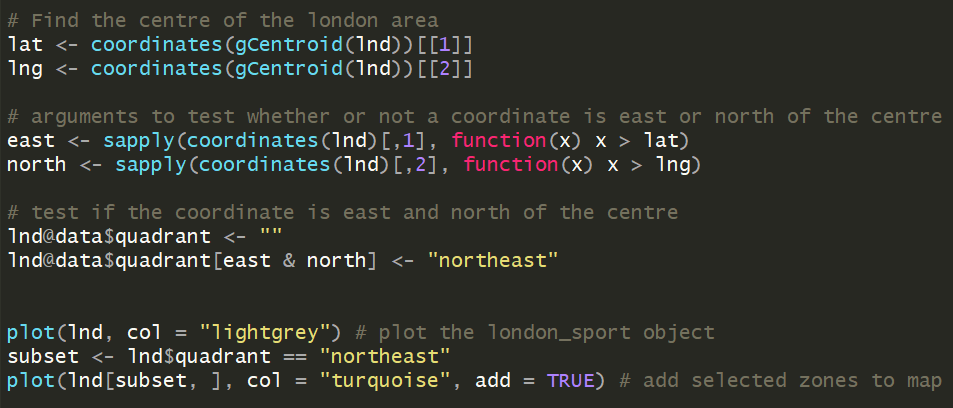 # Find the centre of the london area
lat <- coordinates(gCentroid(lnd))[[1]]
lng <- coordinates(gCentroid(lnd))[[2]]
# arguments to test whether or not a coordinate is east or north of the centre
east <- sapply(coordinates(lnd)[,1], function(x) x > lat)
north <- sapply(coordinates(lnd)[,2], function(x) x > lng)
# test if the coordinate is east and north of the centre
lnd@data$quadrant <- ""
lnd@data$quadrant[east & north] <- "northeast"
plot(lnd, col = "lightgrey") # plot the london_sport object
subset <- lnd$quadrant == "northeast"
plot(lnd[subset, ], col = "turquoise", add = TRUE) # add selected zones to map